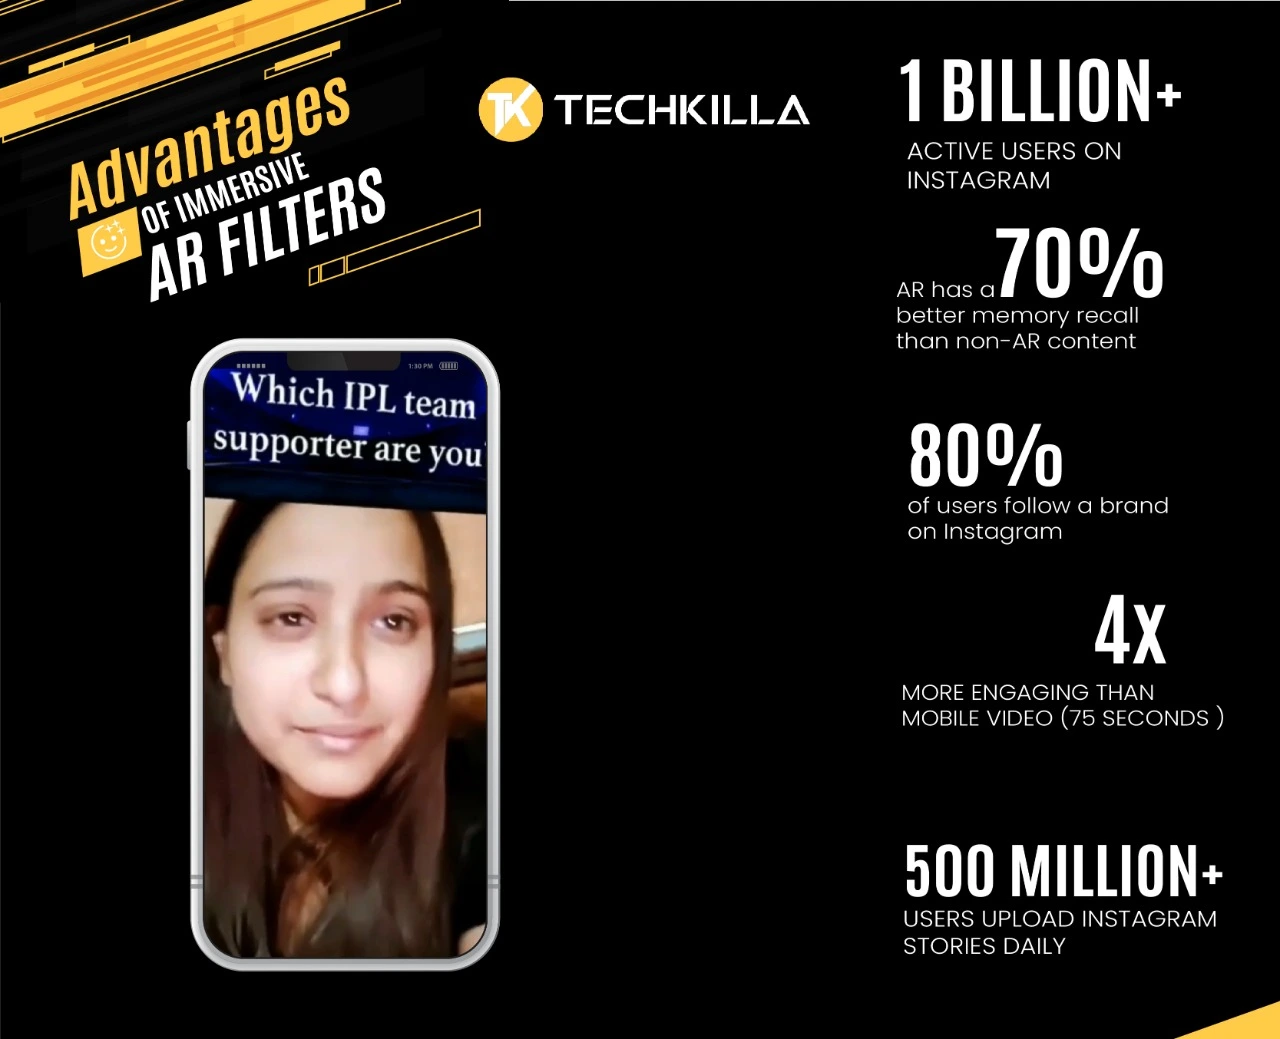 Advantages
OF IMMERSIVE
AR FILTERS
TK TECHKILLA
1:30 PM
Which IPL team
supporter are you
1 BILLION+
ACTIVE USERS ON
INSTAGRAM
AR has a 70%
better memory recall
than non-AR content
80%
of users follow a brand
on Instagram
4x
MORE ENGAGING THAN
MOBILE VIDEO (75 SECONDS )
500 MILLION+
USERS UPLOAD INSTAGRAM
STORIES DAILY